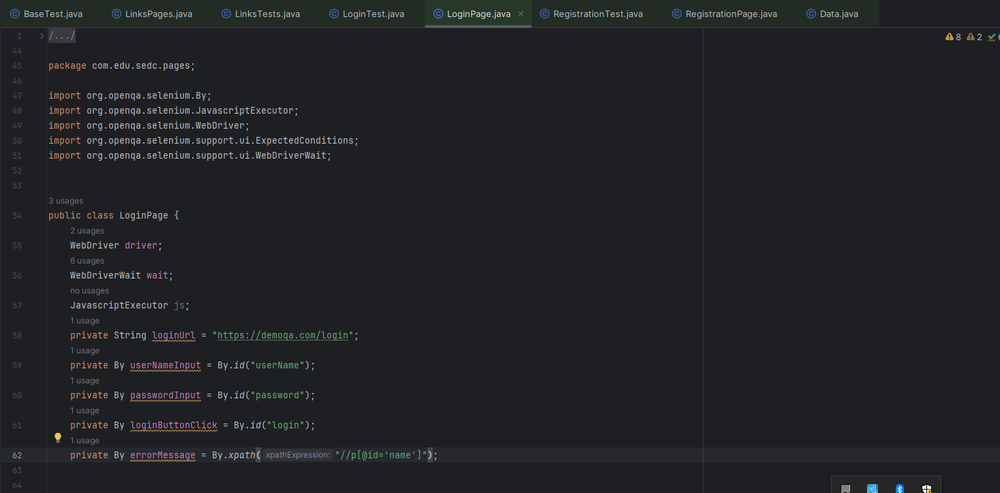 BaseTest.java LinksPages.java LinksTests.java LoginTest.java LoginPage.java RegistrationTest.java RegistrationPage.java Data.java
1 /.../ 8 2
44
45 package com.edu.sedc.pages;
46
47 import org.openqa.selenium.By;
48 import org.openqa.selenium.JavascriptExecutor;
49 import org.openqa.selenium.WebDriver;
50 import org.openqa.selenium.support.ui.ExpectedConditions;
51 import org.openqa.selenium.support.ui.WebDriverWait;
52
53
3 usages
54 public class LoginPage {
2 usages
55 WebDriver driver;
6 usages
56 WebDriverWait wait;
no usages
57 JavascriptExecutor js;
1 usage
58 private String loginUrl = "https://demoqa.com/login";
1 usage
59 private By userNameInput = By.id("userName");
1 usage
60 private By passwordInput = By.id("password");
1 usage
61 private By loginButtonClick = By.id("login");
1 usage
62 private By errorMessage = By.xpath( xpathExpression: "//p[@id='name']");
63
64